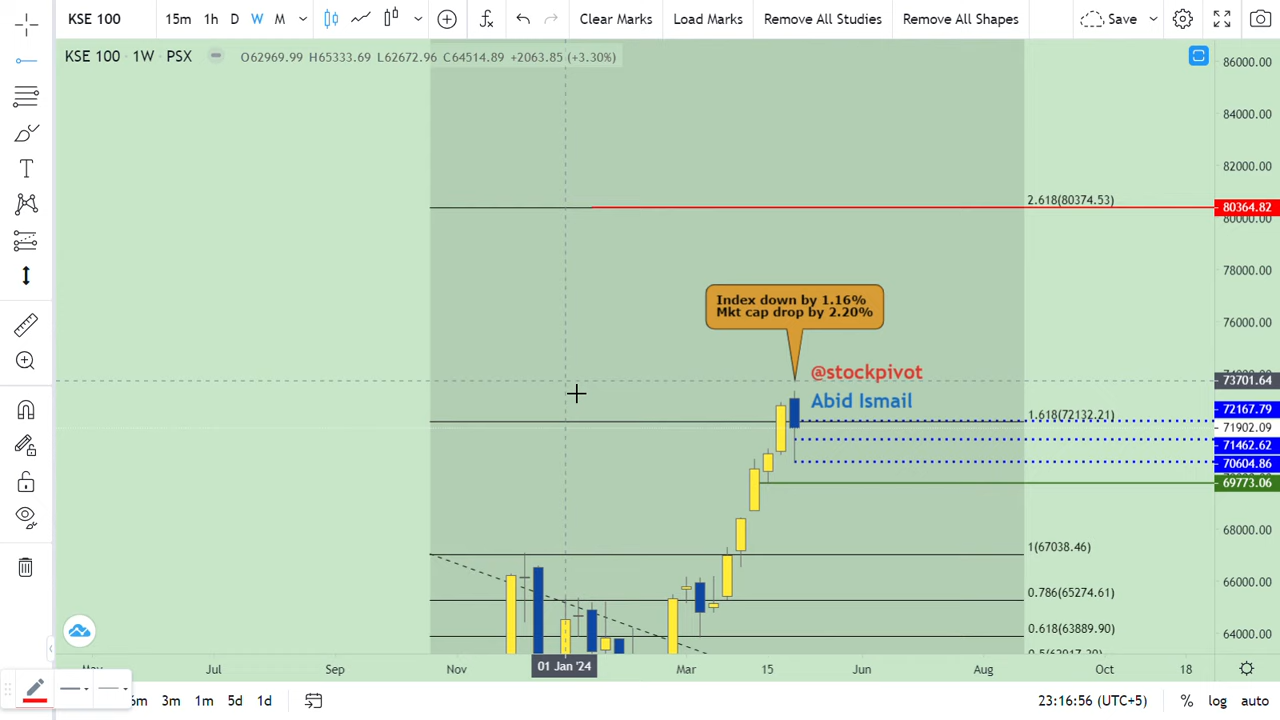 KSE 100
15m 1h D W M
Clear Marks
Load Marks
Remove All Studies
Remove All Shapes
Save
KSE 100 · 1W · PSX
O62969.99 H65333.69 L62672.96 C64514.89 +2063.85 (+3.30%)
86000.00
84000.00
82000.00
2.618(80374.53)
80364.82
80000.00
78000.00
Index down by 1.16%
Mkt cap drop by 2.20%
76000.00
@stockpivot
73701.64
Abid Ismail
72167.79
1.618(72132.21)
71902.09
71462.62
70604.86
69773.06
68000.00
1(67038.46)
66000.00
0.786(65274.61)
0.618(63889.90)
64000.00
May Jul Sep Nov 01 Jan '24 Mar 15 Jun Aug Oct 18
6m 3m 1m 5d 1d
23:16:56 (UTC+5)
% log auto